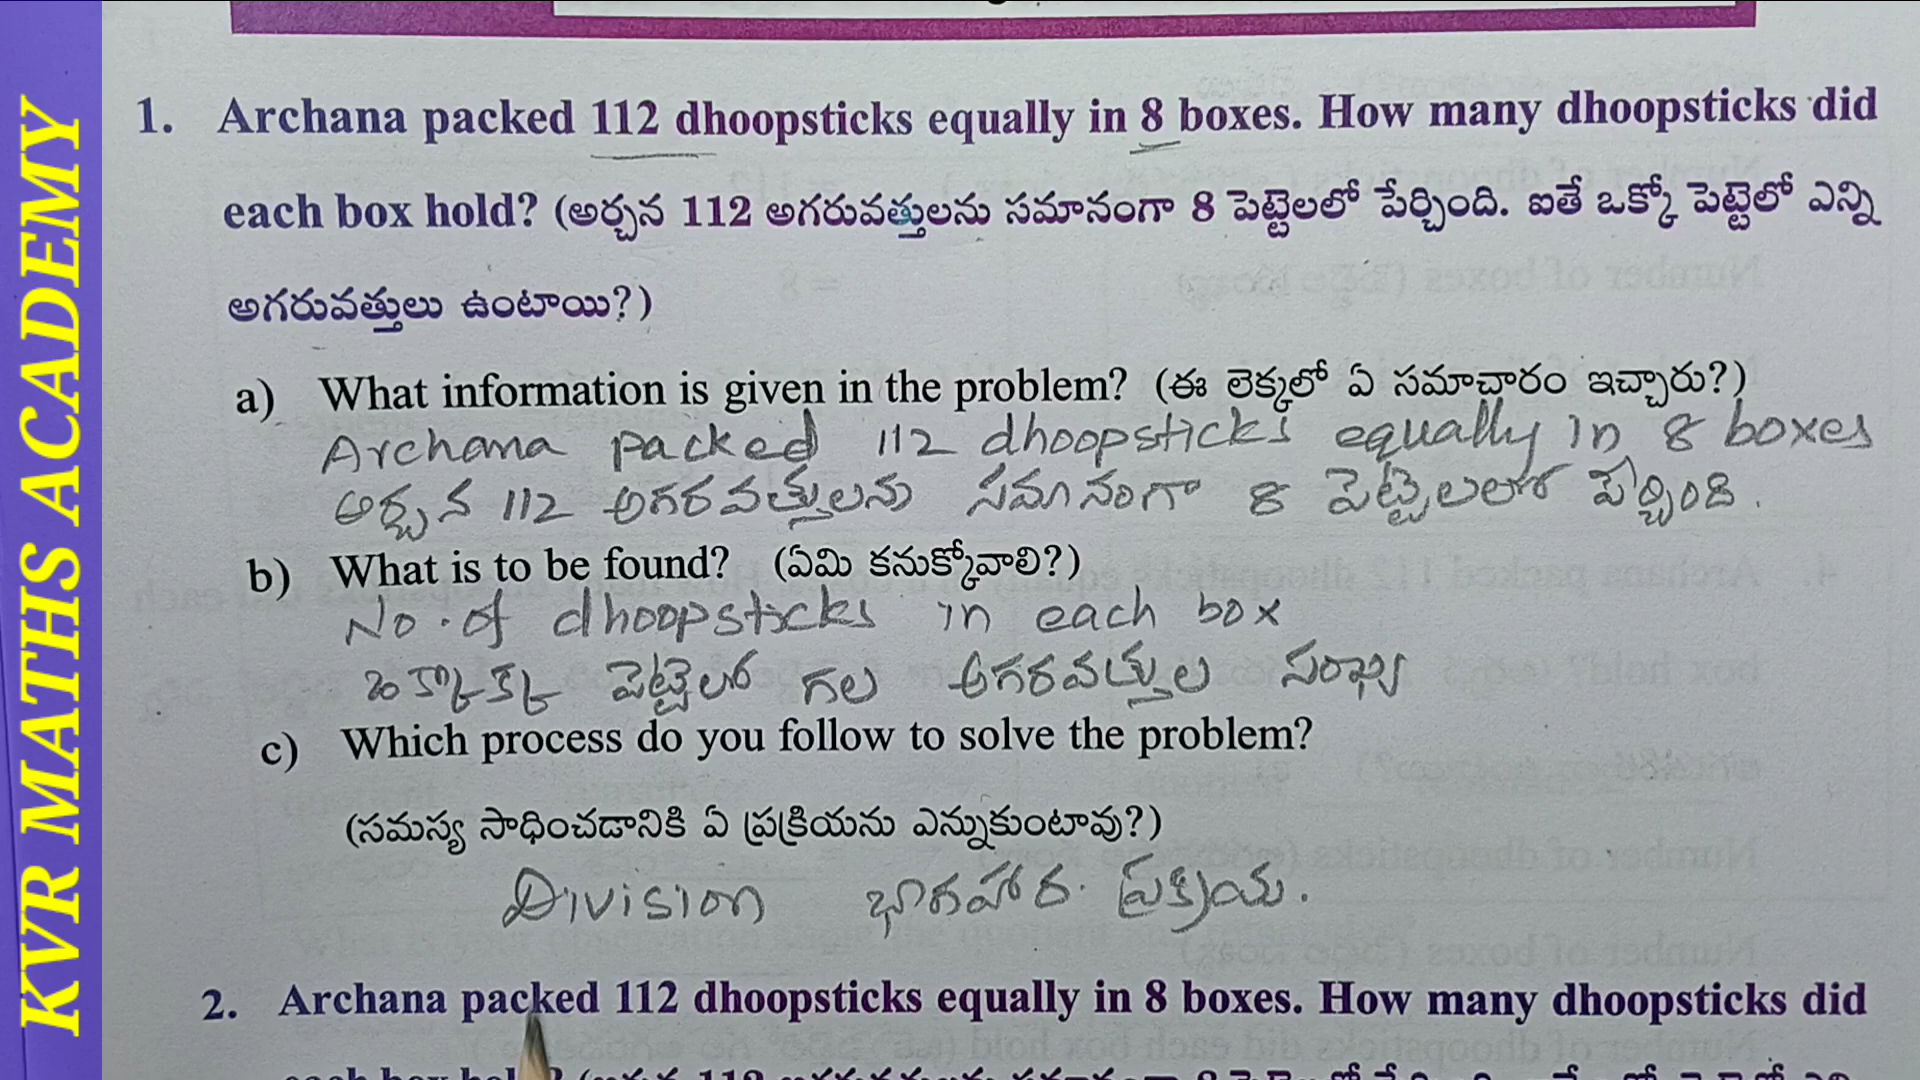 KVR MATHS ACADEMY
1. Archana packed 112 dhoopsticks equally in 8 boxes. How many dhoopsticks did
each box hold? (అర్చన 112 అగరువత్తులను సమానంగా 8 పెట్టెలలో పేర్చింది. ఐతే ఒక్కో పెట్టెలో ఎన్ని
అగరువత్తులు ఉంటాయి?)
a) What information is given in the problem? (ఈ లెక్కలో ఏ సమాచారం ఇచ్చారు?)
Archana packed 112 dhoopsticks equally in 8 boxes
అర్చన 112 అగరవత్తులను సమానంగా 8 పెట్టెలలో పేర్చింది.
b) What is to be found? (ఏమి కనుక్కోవాలి?)
No. of dhoopsticks in each box
ఒక్కొక్క పెట్టెలో గల అగరవత్తుల సంఖ్య
c) Which process do you follow to solve the problem?
(సమస్య సాధించడానికి ఏ ప్రక్రియను ఎన్నుకుంటావు?)
Division భాగహార ప్రక్రియ.
2. Archana packed 112 dhoopsticks equally in 8 boxes. How many dhoopsticks did